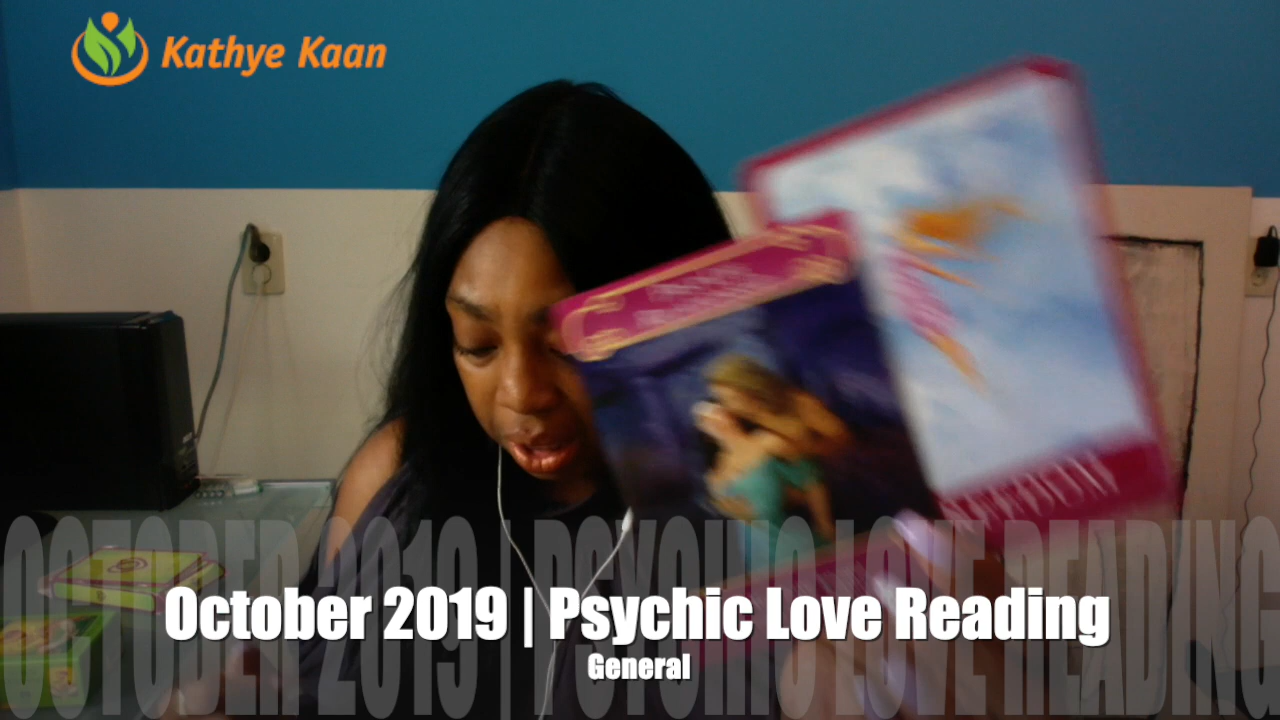 Kathye Kaan
OCTOBER 2019 | PSYCHIC LOVE READING
October 2019 | Psychic Love Reading
General